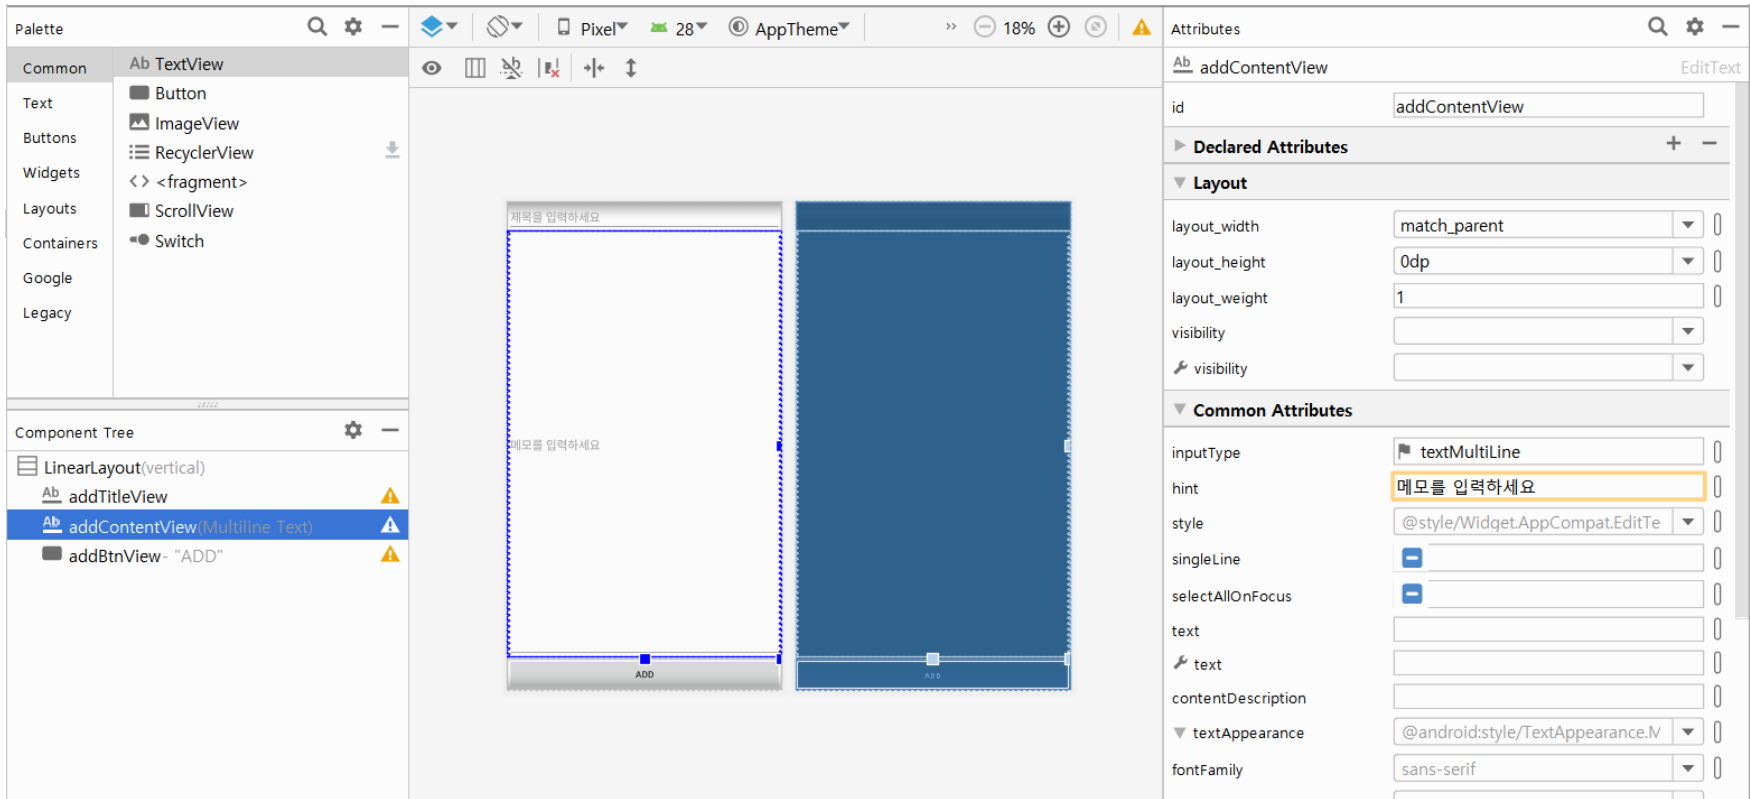 Palette
Common
Text
Buttons
Widgets
Layouts
Containers
Google
Legacy
Ab TextView
Button
ImageView
RecyclerView
<fragment>
ScrollView
Switch
Component Tree
LinearLayout(vertical)
Ab addTitleView
Ab addContentView(Multiline Text)
addBtnView- "ADD"
Pixel
28
AppTheme
18%
제목을 입력하세요
메모를 입력하세요
ADD
ADD
Attributes
Ab addContentView EditText
id addContentView
Declared Attributes
Layout
layout_width match_parent
layout_height 0dp
layout_weight 1
visibility
visibility
Common Attributes
inputType textMultiLine
hint 메모를 입력하세요
style @style/Widget.AppCompat.EditTe
singleLine
selectAllOnFocus
text
text
contentDescription
textAppearance @android:style/TextAppearance.M
fontFamily sans-serif